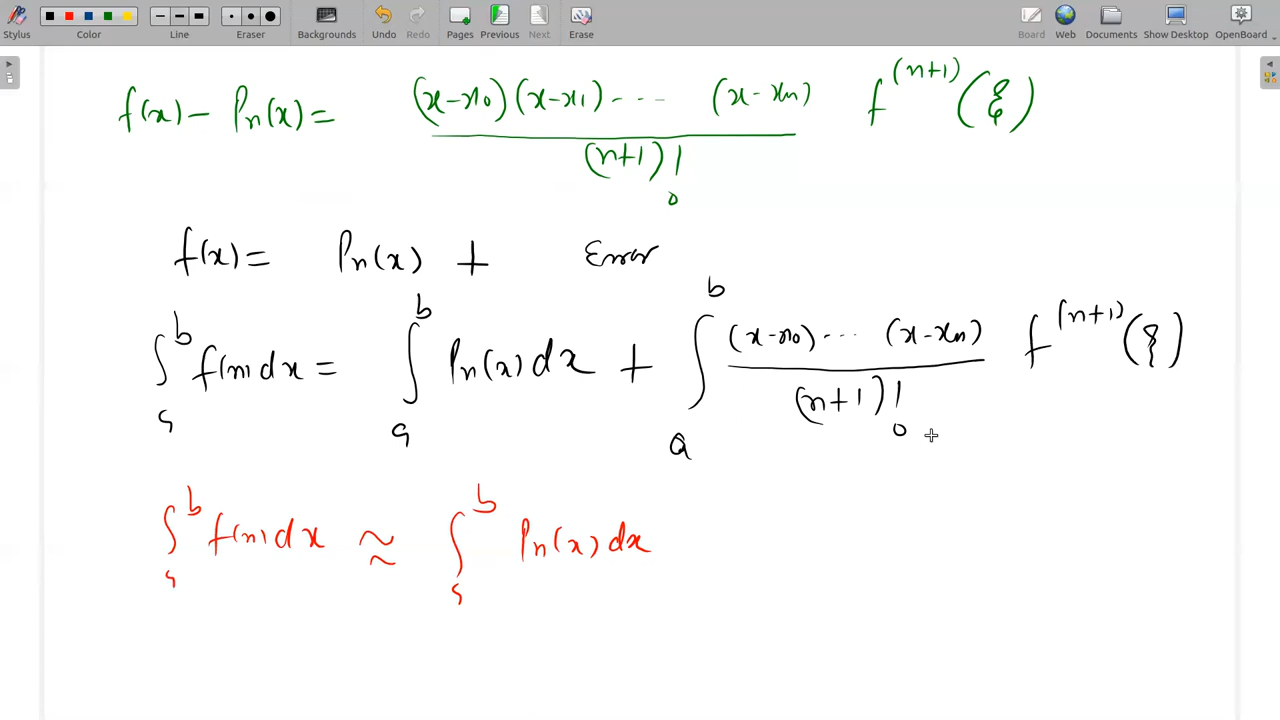 Stylus Color Line Eraser Backgrounds Undo Redo Pages Previous Next Erase Board Web Documents Show Desktop OpenBoard
f(x) - Pn(x) = (x-x0)(x-x1) - - - - (x-xn) / (n+1)! f^(n+1) (ξ)
f(x) = Pn(x) + Error
∫_a^b f(x) dx = ∫_a^b Pn(x) dx + ∫_a^b (x-x0) - - - (x-xn) / (n+1)! f^(n+1) (ξ)
∫_a^b f(x) dx ≈ ∫_a^b Pn(x) dx